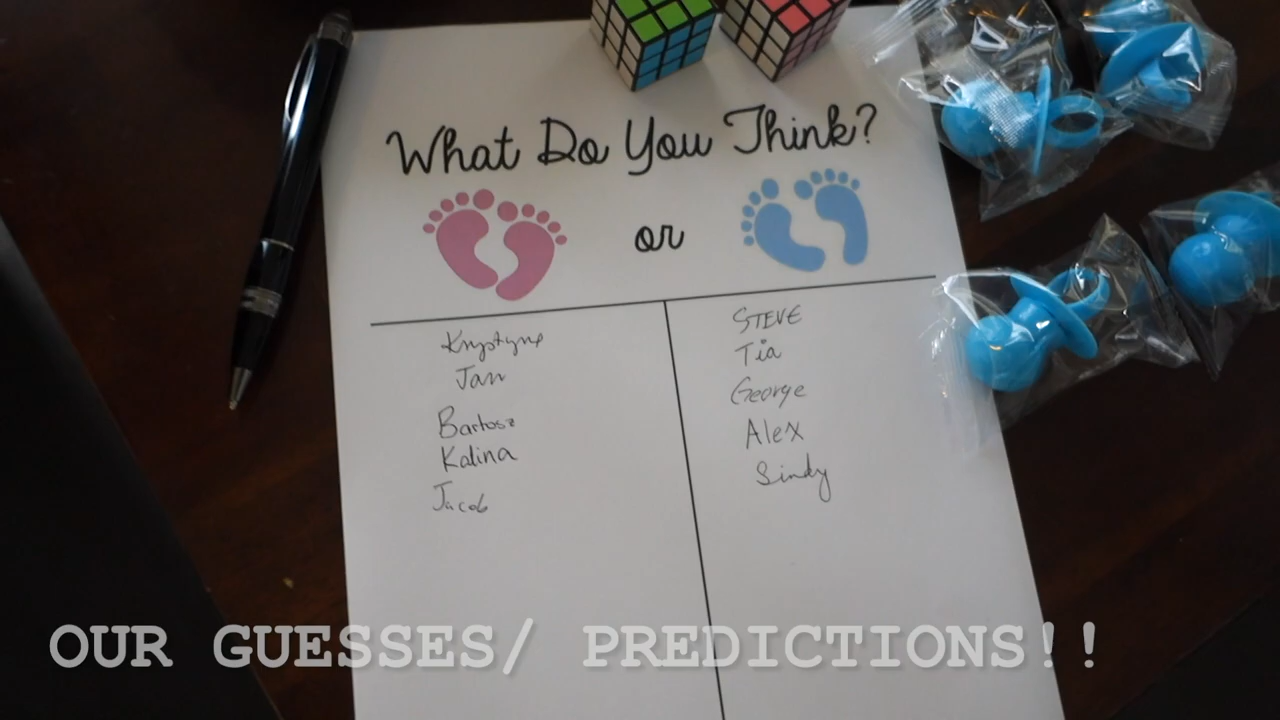 What Do You Think?
or
Krystyna
Jan
Bartosz
Kalina
Jacob
STEVE
Tia
George
Alex
Sindy
OUR GUESSES/ PREDICTIONS!!